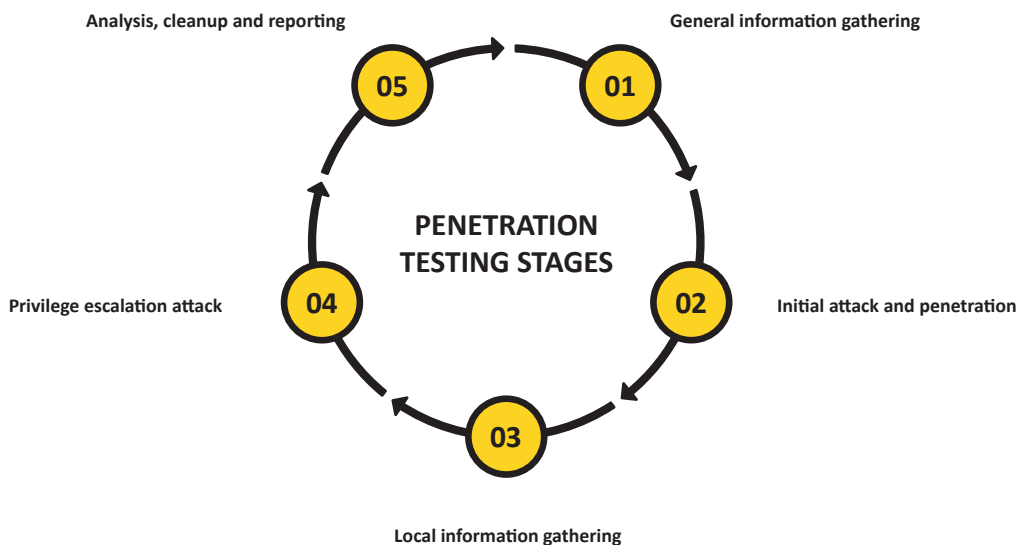 Analysis, cleanup and reporting
General information gathering
05
01
PENETRATION
TESTING STAGES
Privilege escalation attack
04
02
Initial attack and penetration
03
Local information gathering